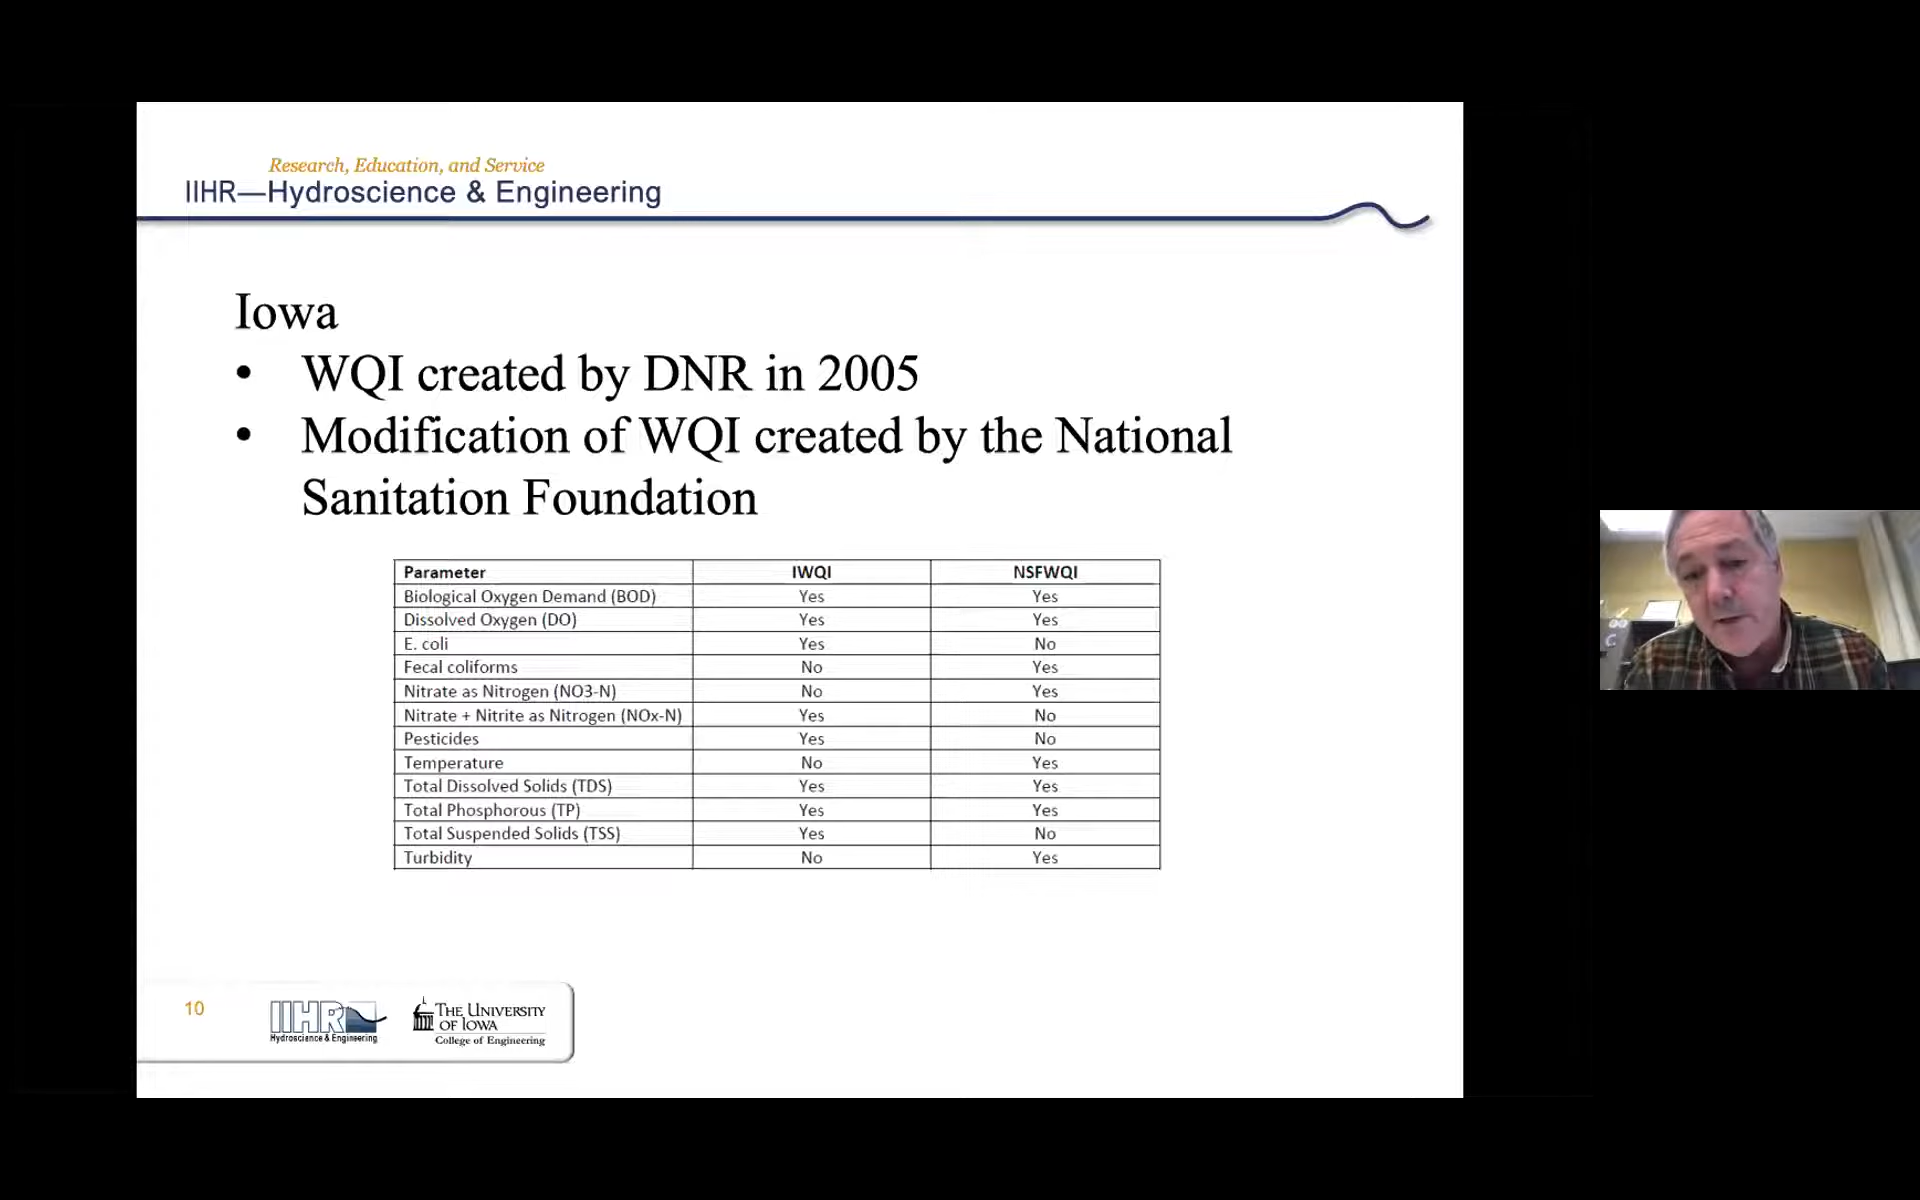 Research, Education, and Service
IIHR—Hydroscience & Engineering
Iowa
• WQI created by DNR in 2005
• Modification of WQI created by the National
Sanitation Foundation
Parameter IWQI NSFWQI
Biological Oxygen Demand (BOD) Yes Yes
Dissolved Oxygen (DO) Yes Yes
E. coli Yes No
Fecal coliforms No Yes
Nitrate as Nitrogen (NO3-N) No Yes
Nitrate + Nitrite as Nitrogen (NOx-N) Yes No
Pesticides Yes No
Temperature No Yes
Total Dissolved Solids (TDS) Yes Yes
Total Phosphorous (TP) Yes Yes
Total Suspended Solids (TSS) Yes No
Turbidity No Yes
10
IIHR
Hydroscience & Engineering
THE UNIVERSITY
OF IOWA
College of Engineering